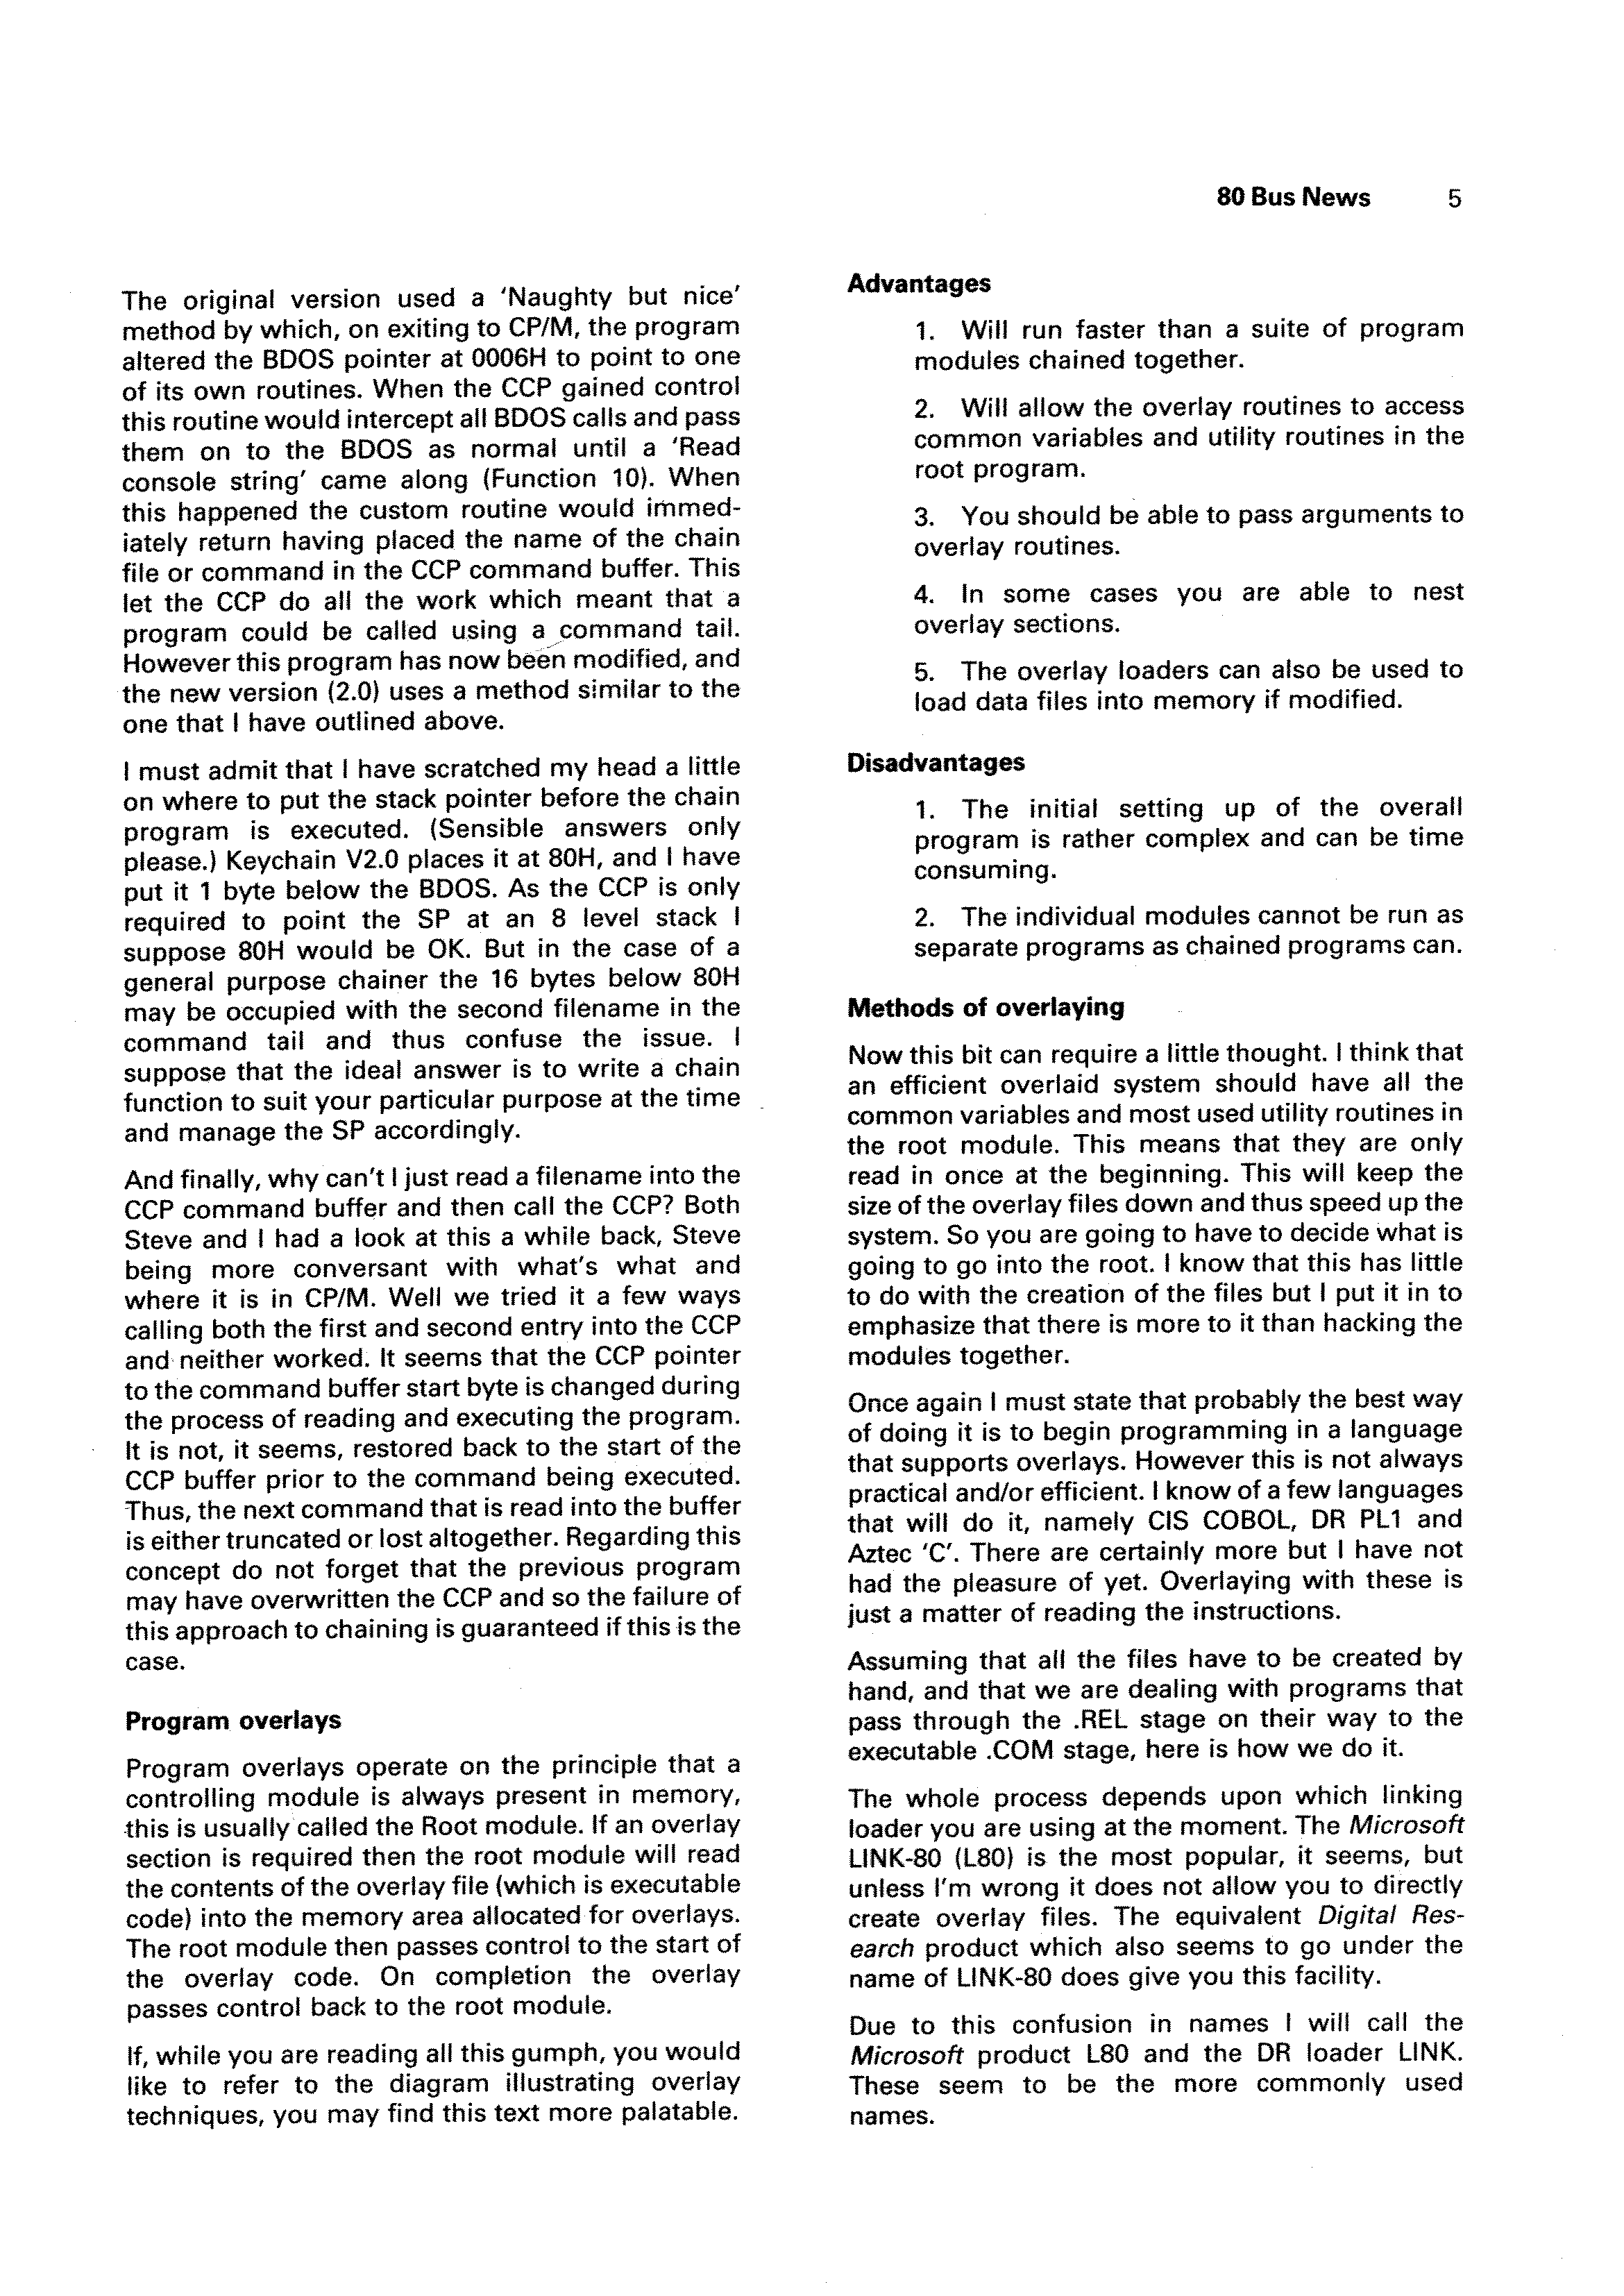 80 Bus News 5
The original version used a 'Naughty but nice'
method by which, on exiting to CP/M, the program
altered the BDOS pointer at 0006H to point to one
of its own routines. When the CCP gained control
this routine would intercept all BDOS calls and pass
them on to the BDOS as normal until a 'Read
console string' came along (Function 10). When
this happened the custom routine would immed-
iately return having placed the name of the chain
file or command in the CCP command buffer. This
let the CCP do all the work which meant that a
program could be called using a command tail.
However this program has now been modified, and
the new version (2.0) uses a method similar to the
one that I have outlined above.
I must admit that I have scratched my head a little
on where to put the stack pointer before the chain
program is executed. (Sensible answers only
please.) Keychain V2.0 places it at 80H, and I have
put it 1 byte below the BDOS. As the CCP is only
required to point the SP at an 8 level stack I
suppose 80H would be OK. But in the case of a
general purpose chainer the 16 bytes below 80H
may be occupied with the second filename in the
command tail and thus confuse the issue. I
suppose that the ideal answer is to write a chain
function to suit your particular purpose at the time
and manage the SP accordingly.
And finally, why can't I just read a filename into the
CCP command buffer and then call the CCP? Both
Steve and I had a look at this a while back, Steve
being more conversant with what's what and
where it is in CP/M. Well we tried it a few ways
calling both the first and second entry into the CCP
and neither worked. It seems that the CCP pointer
to the command buffer start byte is changed during
the process of reading and executing the program.
It is not, it seems, restored back to the start of the
CCP buffer prior to the command being executed.
Thus, the next command that is read into the buffer
is either truncated or lost altogether. Regarding this
concept do not forget that the previous program
may have overwritten the CCP and so the failure of
this approach to chaining is guaranteed if this is the
case.
Program overlays
Program overlays operate on the principle that a
controlling module is always present in memory,
this is usually called the Root module. If an overlay
section is required then the root module will read
the contents of the overlay file (which is executable
code) into the memory area allocated for overlays.
The root module then passes control to the start of
the overlay code. On completion the overlay
passes control back to the root module.
If, while you are reading all this gumph, you would
like to refer to the diagram illustrating overlay
techniques, you may find this text more palatable.
Advantages
1. Will run faster than a suite of program
modules chained together.
2. Will allow the overlay routines to access
common variables and utility routines in the
root program.
3. You should be able to pass arguments to
overlay routines.
4. In some cases you are able to nest
overlay sections.
5. The overlay loaders can also be used to
load data files into memory if modified.
Disadvantages
1. The initial setting up of the overall
program is rather complex and can be time
consuming.
2. The individual modules cannot be run as
separate programs as chained programs can.
Methods of overlaying
Now this bit can require a little thought. I think that
an efficient overlaid system should have all the
common variables and most used utility routines in
the root module. This means that they are only
read in once at the beginning. This will keep the
size of the overlay files down and thus speed up the
system. So you are going to have to decide what is
going to go into the root. I know that this has little
to do with the creation of the files but I put it in to
emphasize that there is more to it than hacking the
modules together.
Once again I must state that probably the best way
of doing it is to begin programming in a language
that supports overlays. However this is not always
practical and/or efficient. I know of a few languages
that will do it, namely CIS COBOL, DR PL1 and
Aztec 'C'. There are certainly more but I have not
had the pleasure of yet. Overlaying with these is
just a matter of reading the instructions.
Assuming that all the files have to be created by
hand, and that we are dealing with programs that
pass through the .REL stage on their way to the
executable .COM stage, here is how we do it.
The whole process depends upon which linking
loader you are using at the moment. The Microsoft
LINK-80 (L80) is the most popular, it seems, but
unless I'm wrong it does not allow you to directly
create overlay files. The equivalent Digital Res-
earch product which also seems to go under the
name of LINK-80 does give you this facility.
Due to this confusion in names I will call the
Microsoft product L80 and the DR loader LINK.
These seem to be the more commonly used
names.